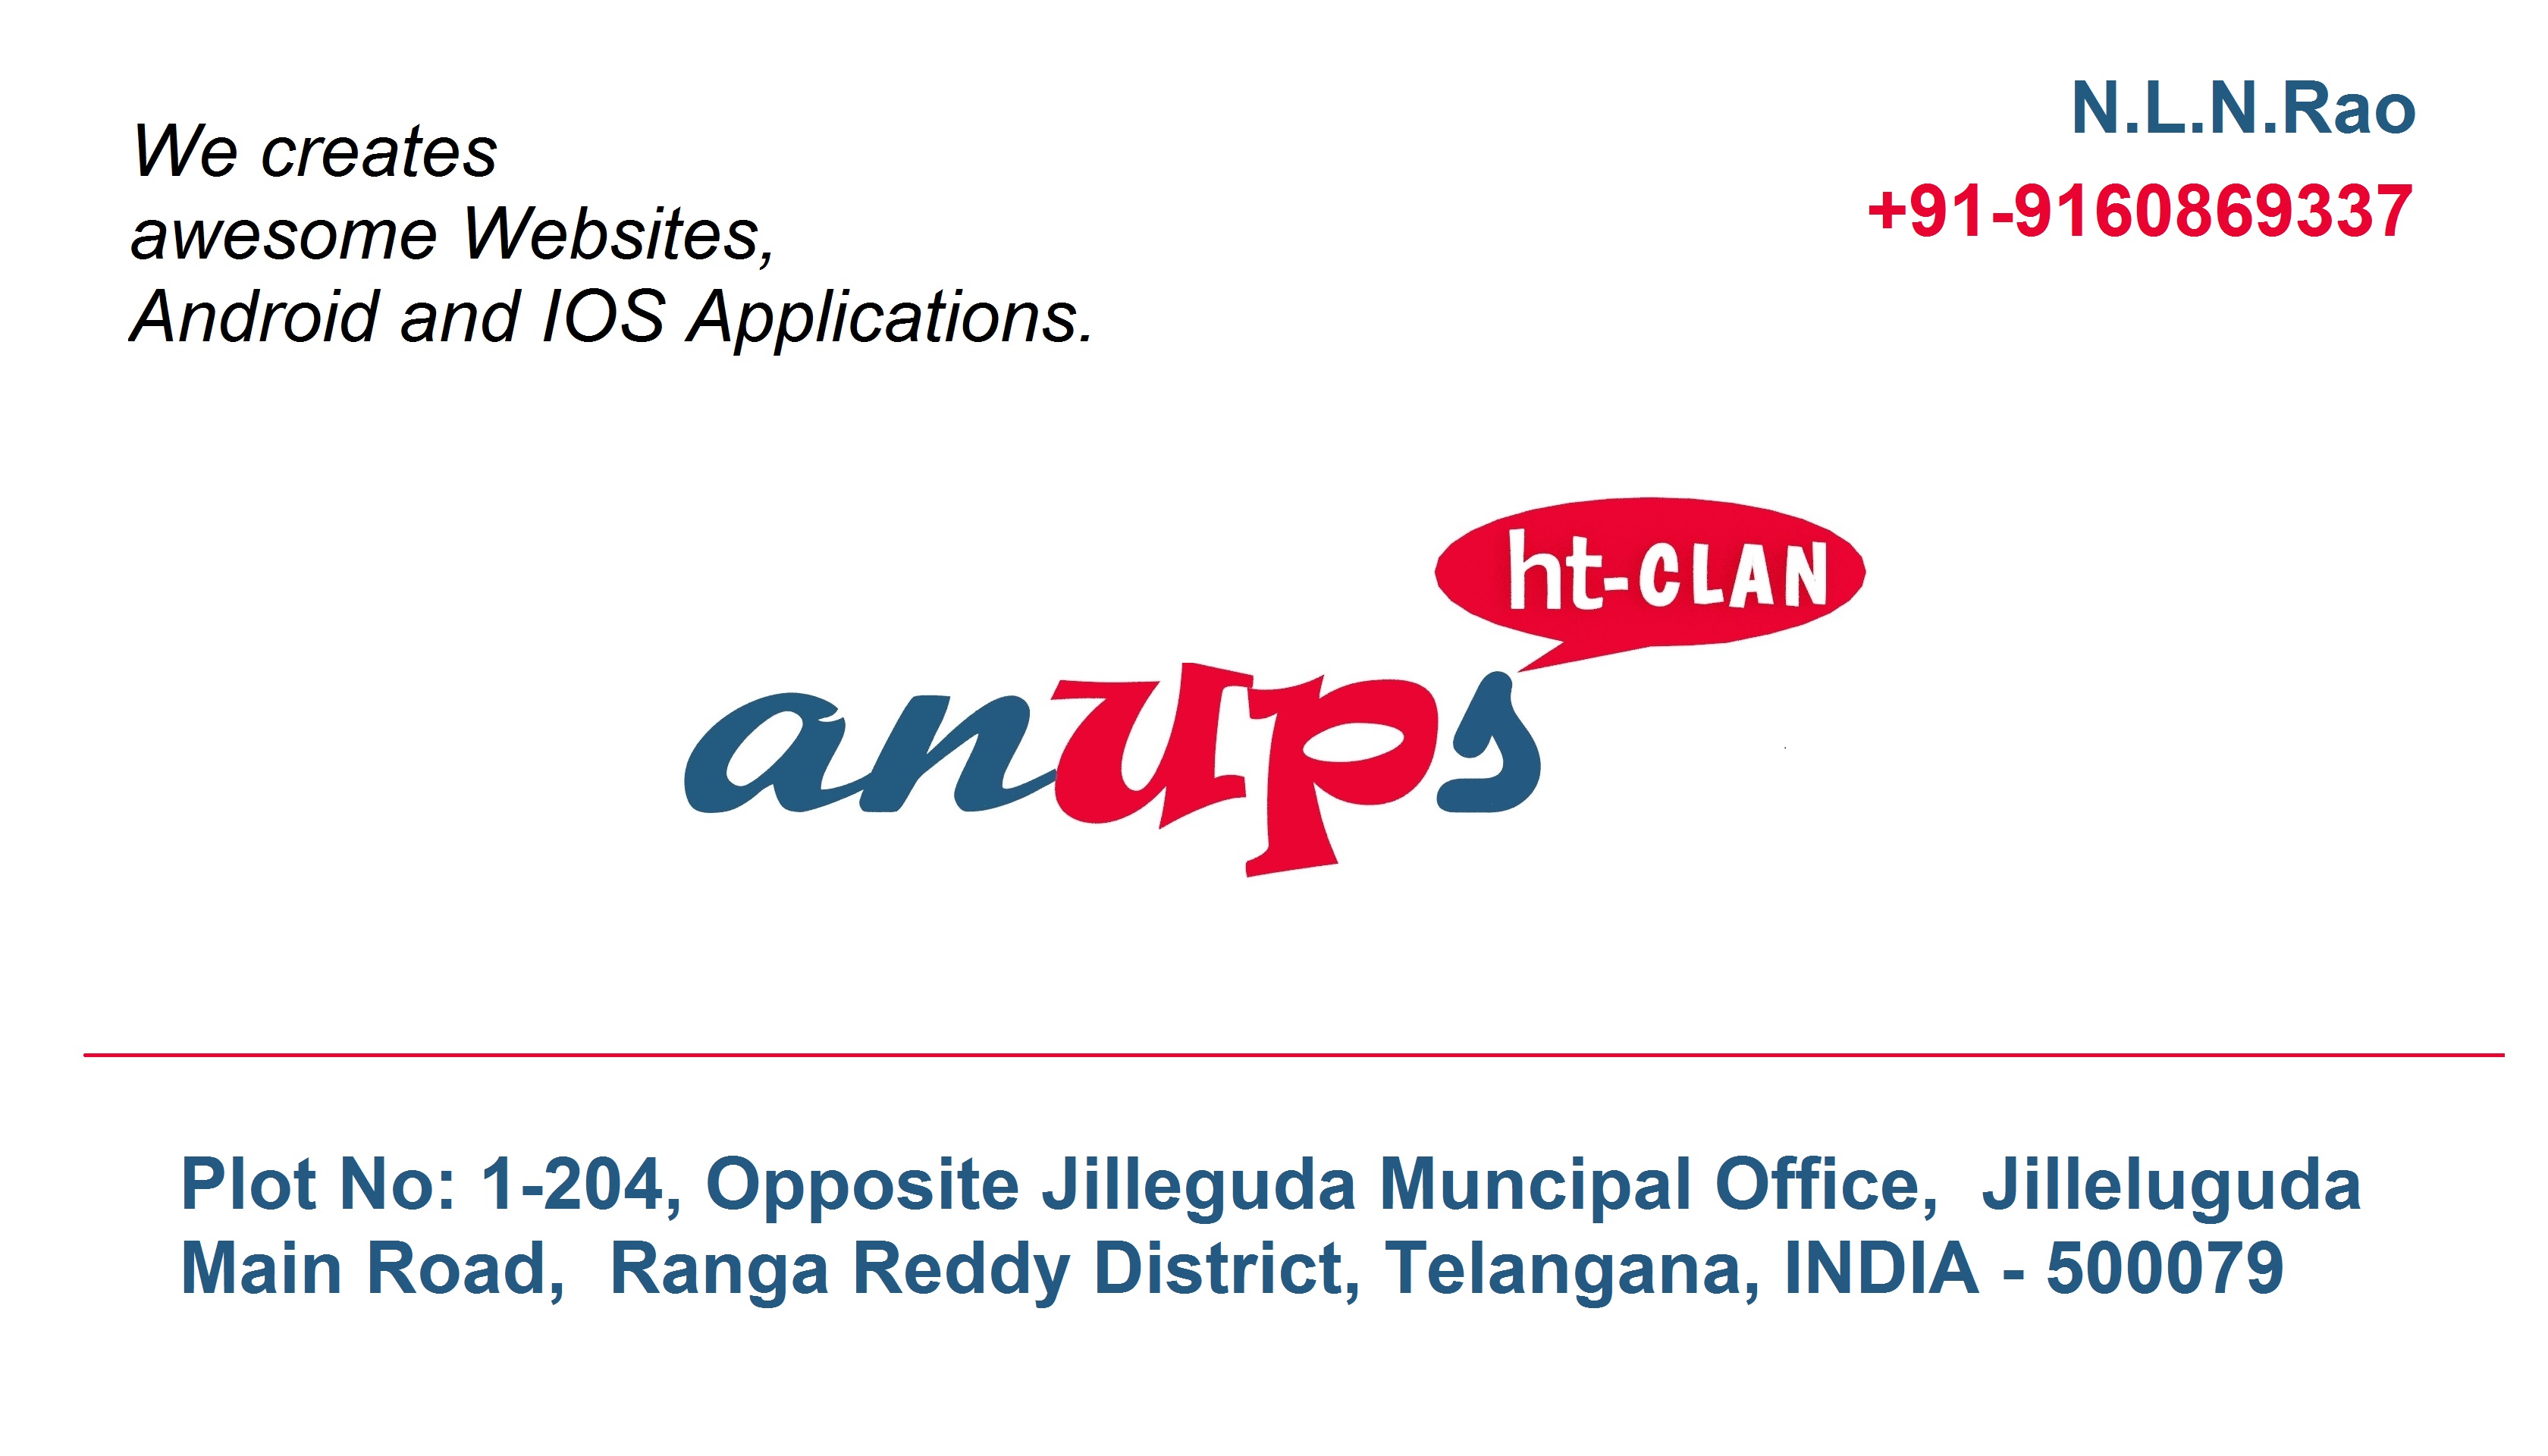 We creates
awesome Websites,
Android and IOS Applications.
N.L.N.Rao
+91-9160869337
ht-CLAN
anups
Plot No: 1-204, Opposite Jilleguda Muncipal Office, Jilleluguda
Main Road, Ranga Reddy District, Telangana, INDIA - 500079